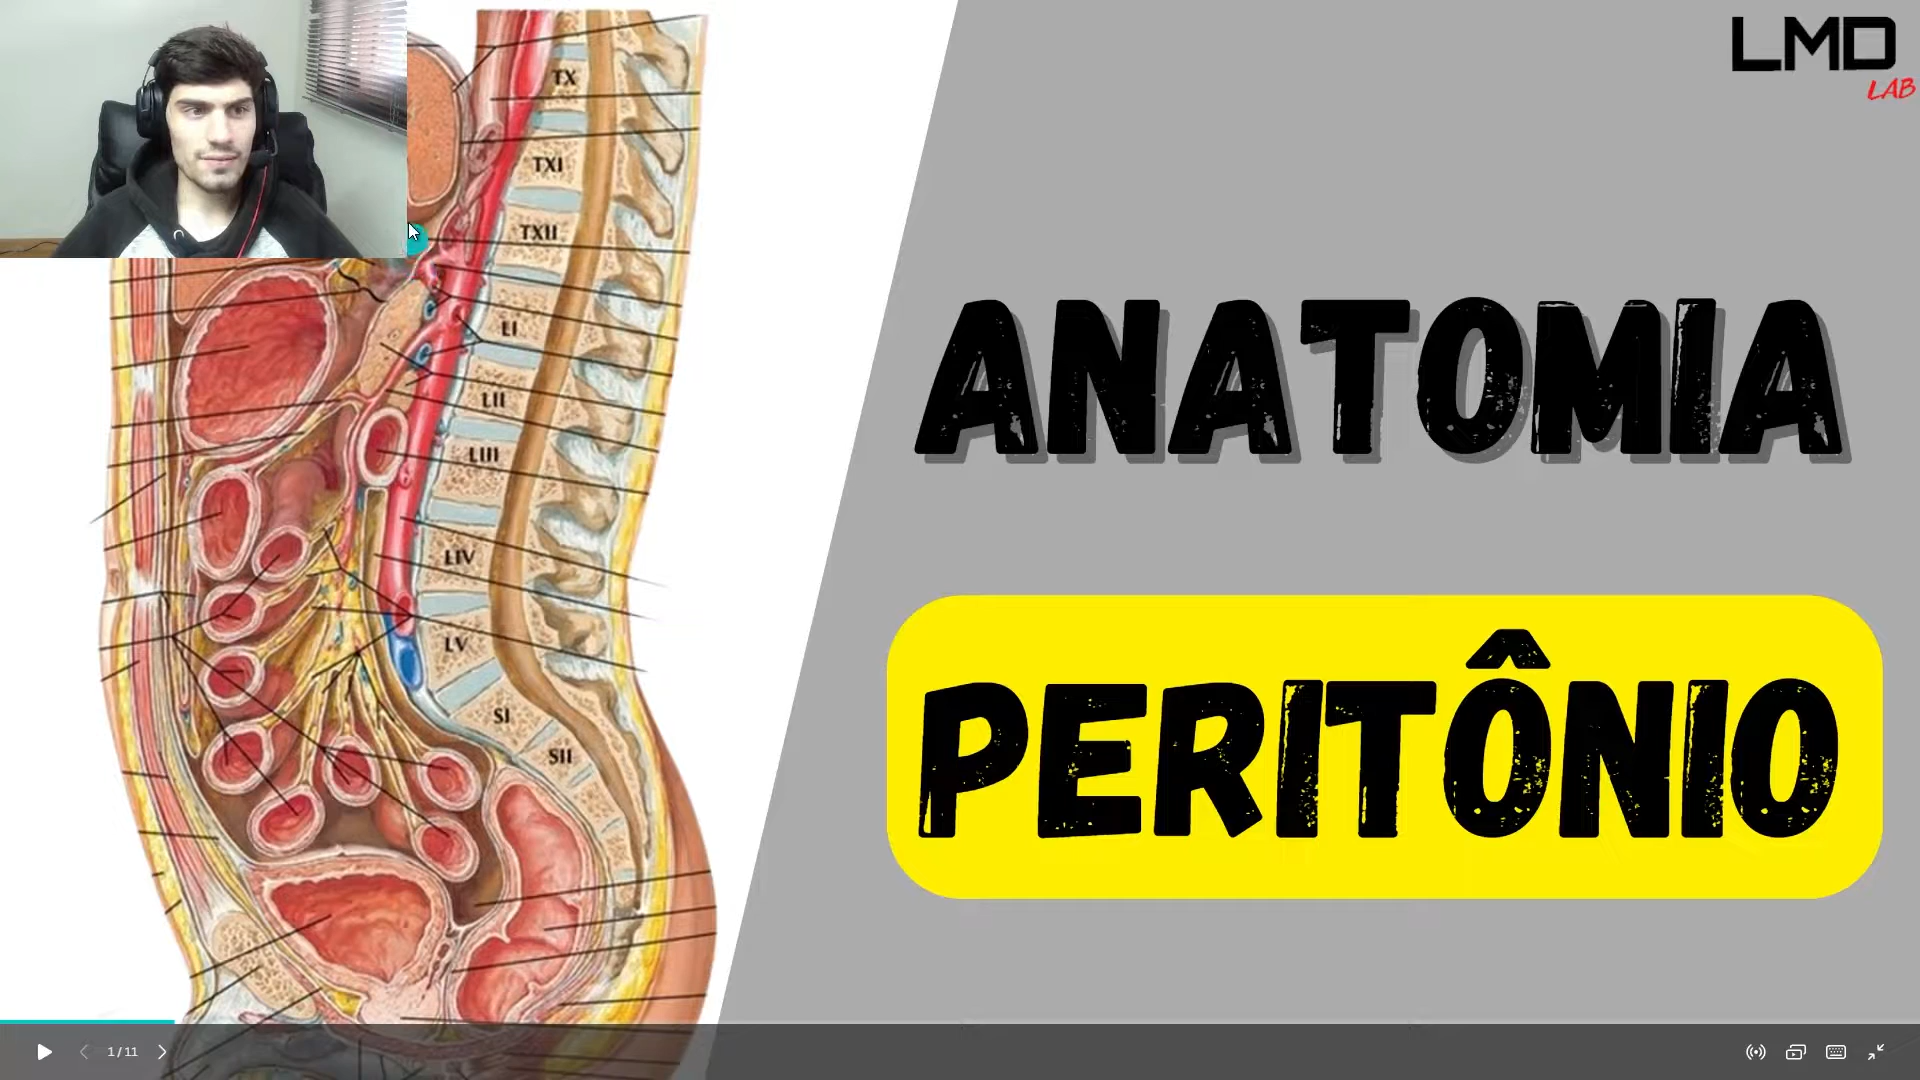 LMD
LAB
TX
TXI
TXII
LI
LII
LIII
LIV
LV
SI
SII
ANATOMIA
PERITÔNIO
1 / 11